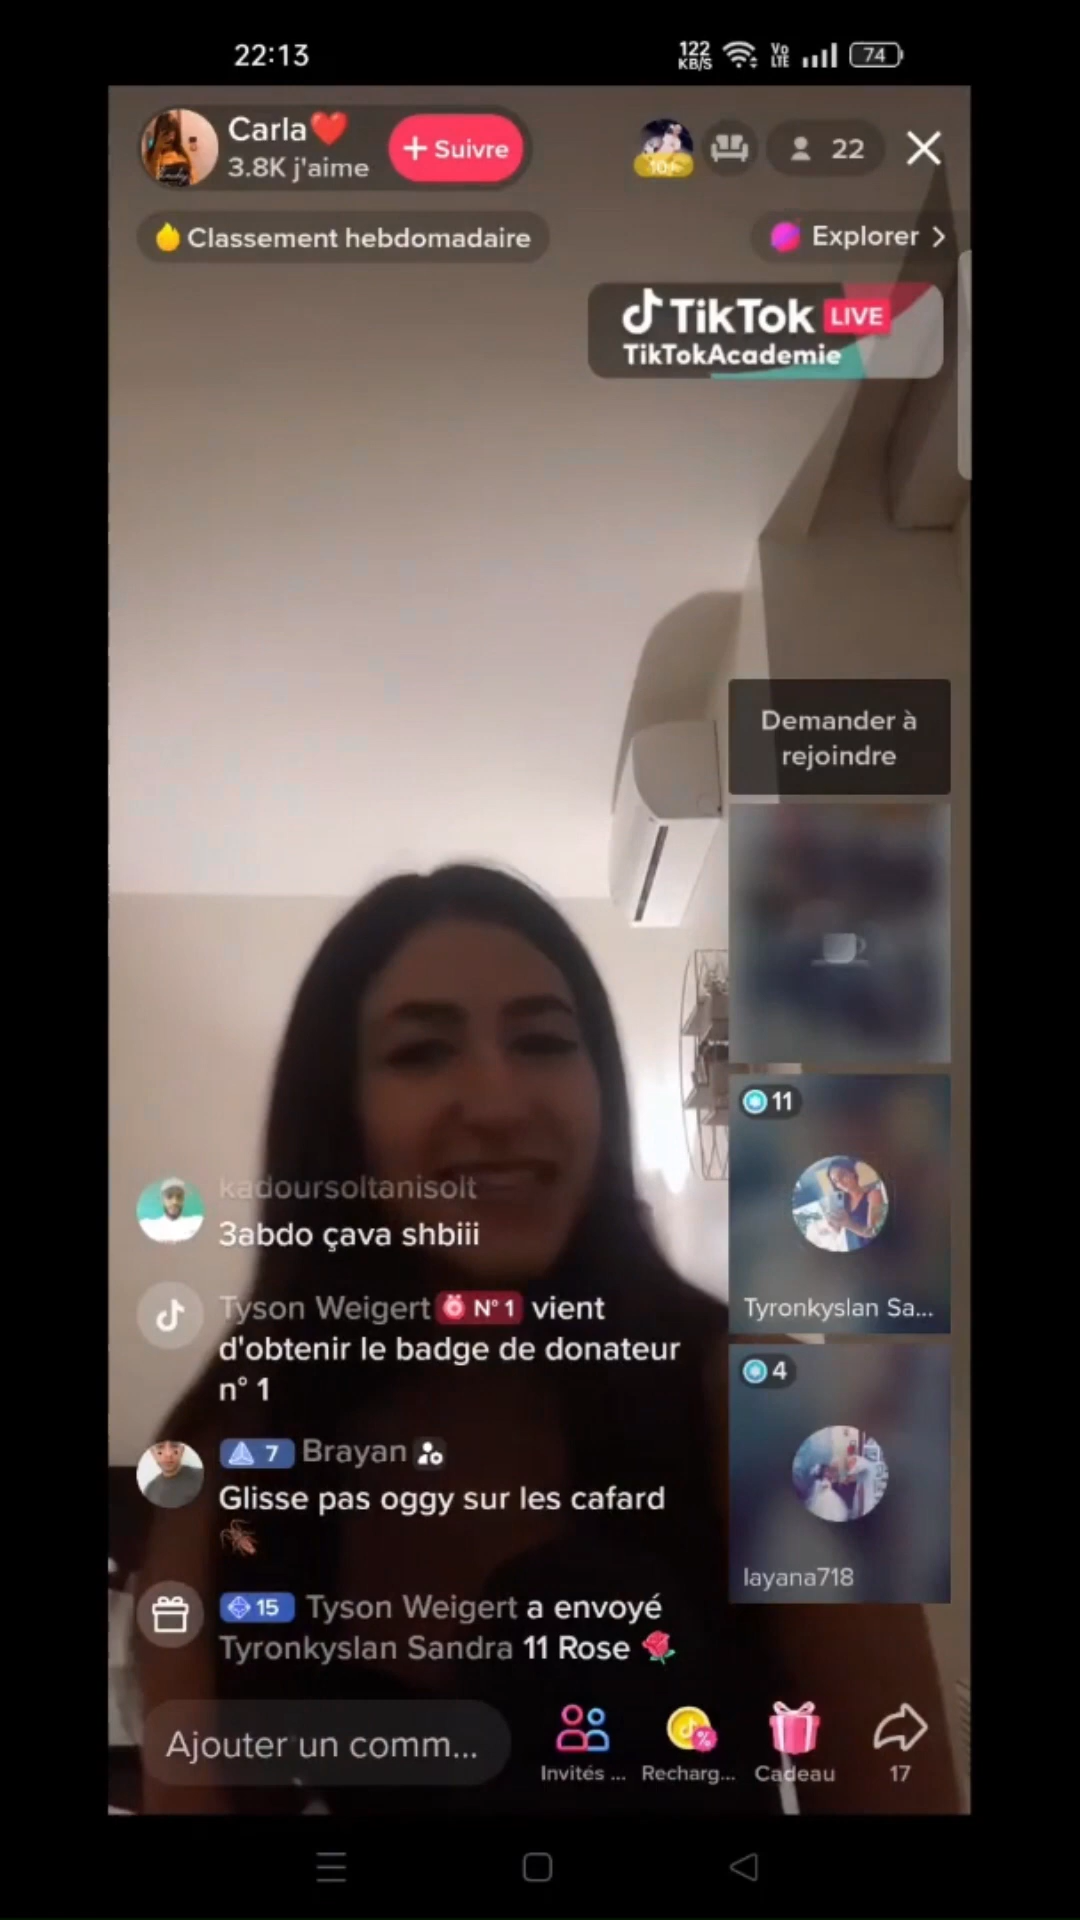 22:13
122 KB/S
Vo LTE
74
Carla❤️
3.8K j'aime
+ Suivre
10+
22
Classement hebdomadaire
Explorer >
TikTok LIVE
TikTokAcademie
Demander à
rejoindre
11
Tyronkyslan Sa...
4
layana718
kadoursoltanisolt
3abdo çava shbiii
Tyson Weigert N° 1 vient
d'obtenir le badge de donateur
n° 1
7 Brayan
Glisse pas oggy sur les cafard
🪳
15 Tyson Weigert a envoyé
Tyronkyslan Sandra 11 Rose 🌹
Ajouter un comm...
Invités ...
Recharg...
Cadeau
17